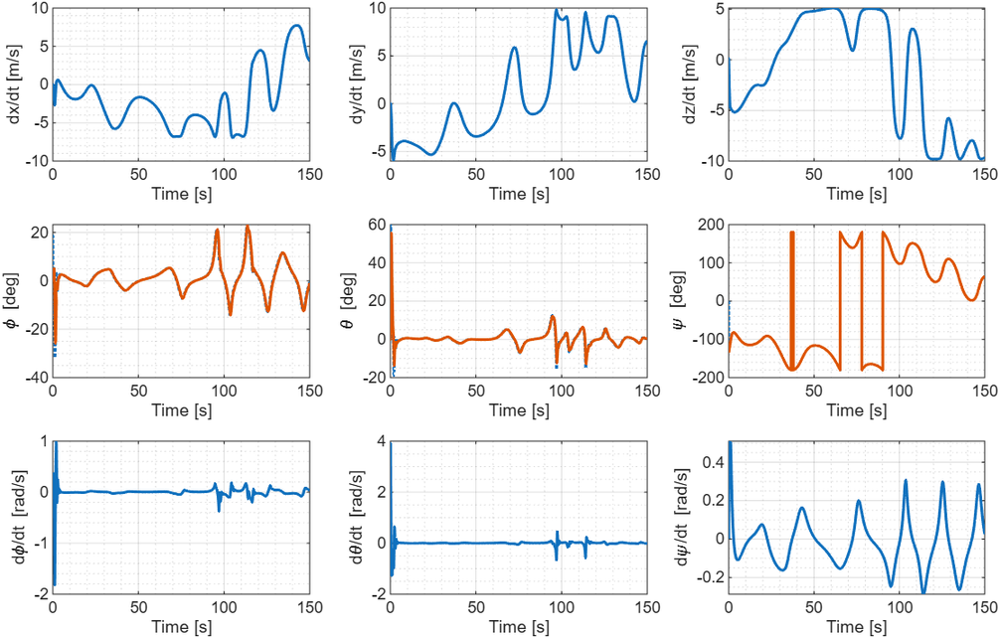 10
5
0
-5
-10
dx/dt [m/s]
0 50 100 150
Time [s]
10
5
0
-5
dy/dt [m/s]
0 50 100 150
Time [s]
5
0
-5
-10
dz/dt [m/s]
0 50 100 150
Time [s]
20
0
-20
-40
ϕ [deg]
0 50 100 150
Time [s]
60
40
20
0
-20
θ [deg]
0 50 100 150
Time [s]
200
100
0
-100
-200
ψ [deg]
0 50 100 150
Time [s]
1
0
-1
-2
dϕ/dt [rad/s]
0 50 100 150
Time [s]
4
2
0
-2
dθ/dt [rad/s]
0 50 100 150
Time [s]
0.4
0.2
0
-0.2
dψ/dt [rad/s]
0 50 100 150
Time [s]